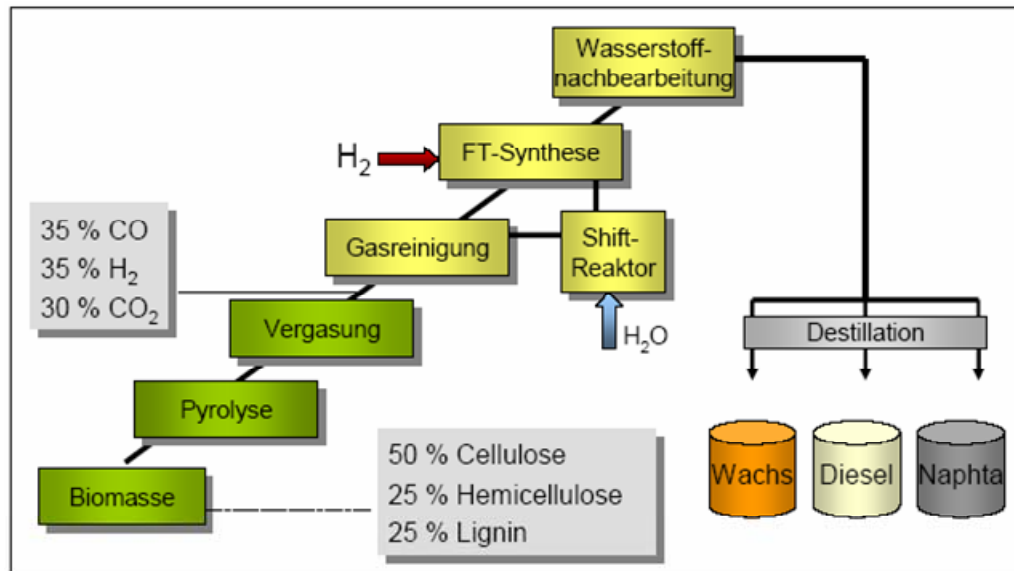 Wasserstoff-
nachbearbeitung
H₂
FT-Synthese
35 % CO
35 % H₂
30 % CO₂
Gasreinigung
Shift-
Reaktor
Vergasung
H₂O
Destillation
Pyrolyse
Biomasse
50 % Cellulose
25 % Hemicellulose
25 % Lignin
Wachs
Diesel
Naphta